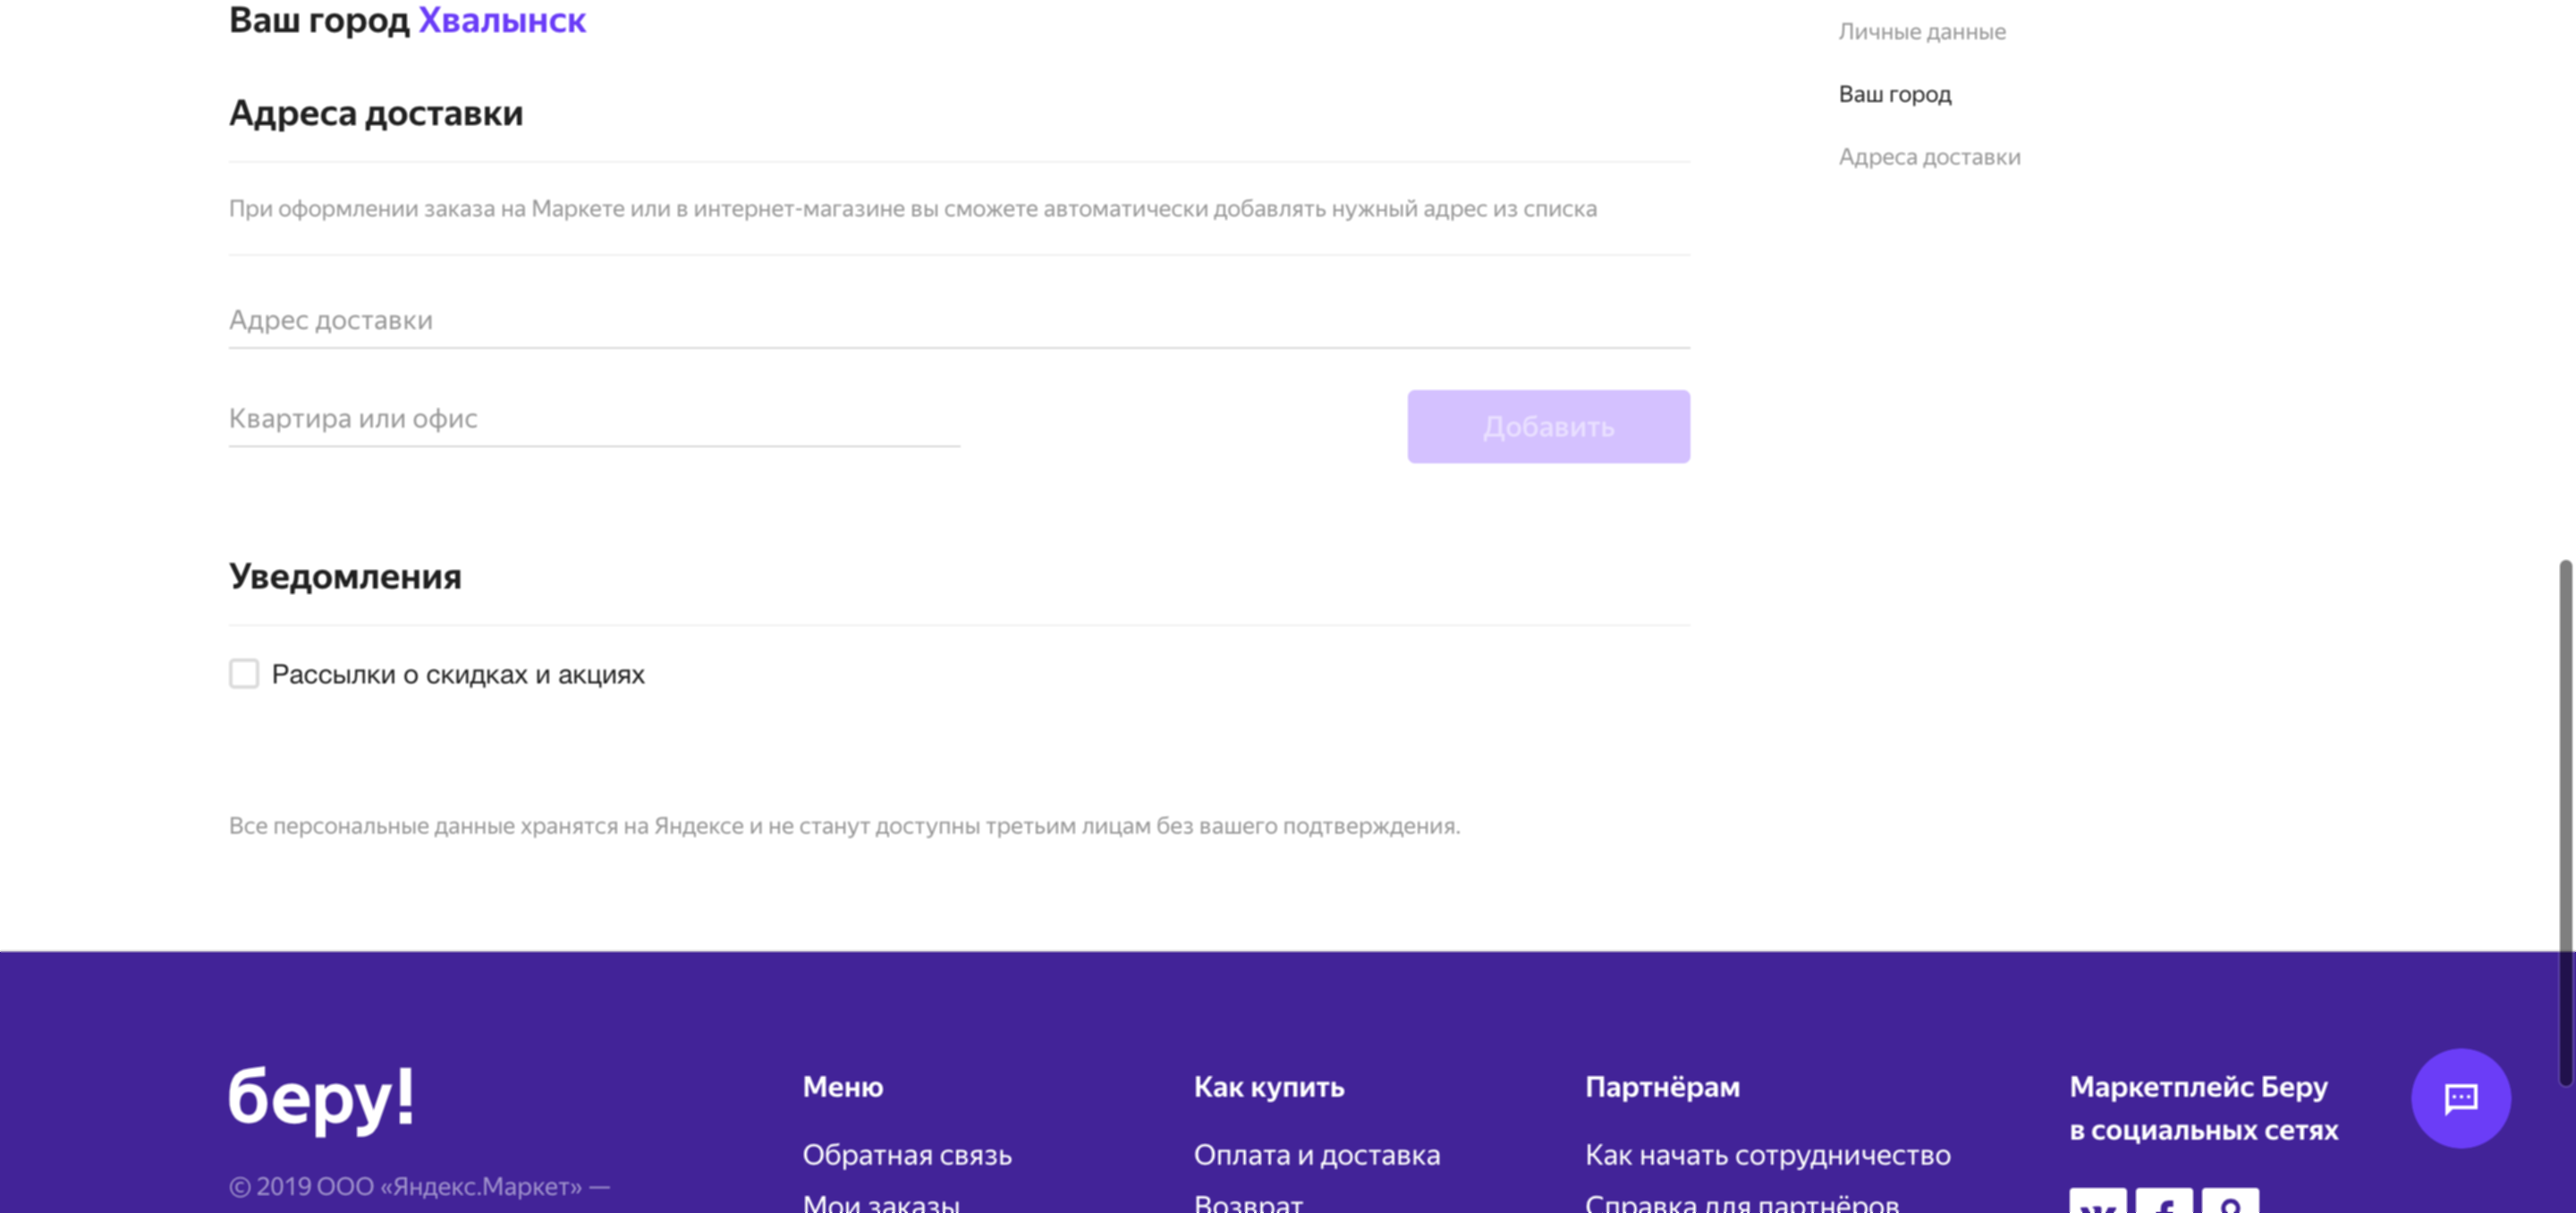 Ваш город Хвалынск
Адреса доставки
При оформлении заказа на Маркете или в интернет-магазине вы сможете автоматически добавлять нужный адрес из списка
Адрес доставки
Квартира или офис
Добавить
Уведомления
Рассылки о скидках и акциях
Все персональные данные хранятся на Яндексе и не станут доступны третьим лицам без вашего подтверждения.
Личные данные
Ваш город
Адреса доставки
беру!
© 2019 ООО «Яндекс.Маркет» —
Меню
Обратная связь
Мои заказы
Как купить
Оплата и доставка
Возврат
Партнёрам
Как начать сотрудничество
Справка для партнёров
Маркетплейс Беру
в социальных сетях